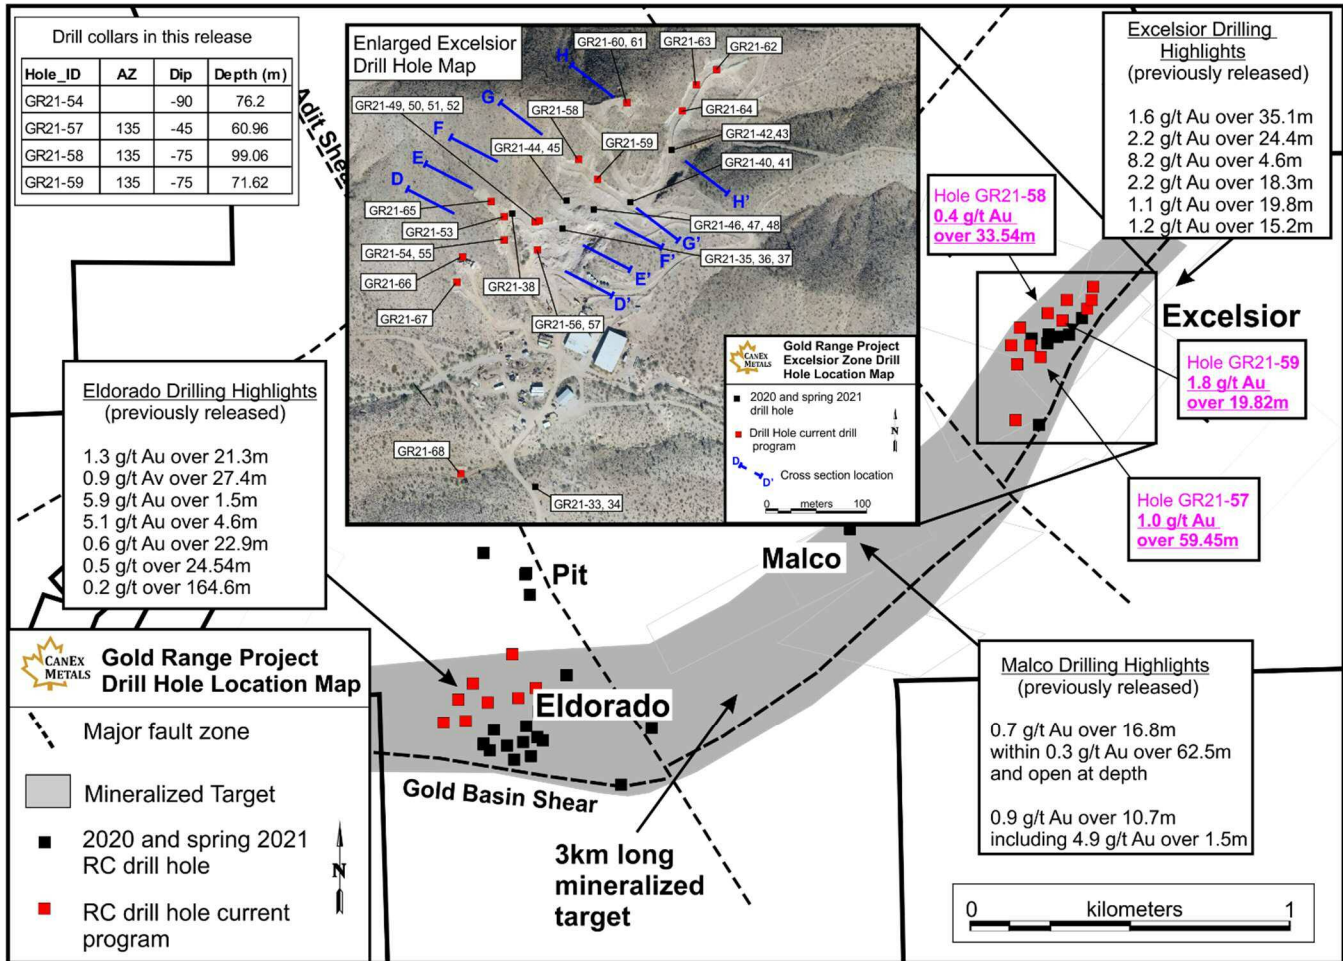 Drill collars in this release
Hole_ID AZ Dip Depth (m)
GR21-54 -90 76.2
GR21-57 135 -45 60.96
GR21-58 135 -75 99.06
GR21-59 135 -75 71.62
Adit Shea
Enlarged Excelsior
Drill Hole Map
GR21-60, 61
GR21-63
GR21-62
H
GR21-49, 50, 51, 52
G
GR21-58
GR21-64
F
GR21-59
GR21-42,43
GR21-44, 45
E
GR21-40, 41
D
H'
GR21-65
GR21-53
GR21-46, 47, 48
G'
GR21-54, 55
F'
GR21-35, 36, 37
GR21-66
GR21-38
E'
D'
GR21-67
GR21-56, 57
GR21-68
GR21-33, 34
CANEX
METALS
Gold Range Project
Excelsior Zone Drill
Hole Location Map
2020 and spring 2021
drill hole
Drill Hole current drill
program
N
D
D'
Cross section location
0 meters 100
Excelsior Drilling
Highlights
(previously released)
1.6 g/t Au over 35.1m
2.2 g/t Au over 24.4m
8.2 g/t Au over 4.6m
2.2 g/t Au over 18.3m
1.1 g/t Au over 19.8m
1.2 g/t Au over 15.2m
Hole GR21-58
0.4 g/t Au
over 33.54m
Excelsior
Hole GR21-59
1.8 g/t Au
over 19.82m
Hole GR21-57
1.0 g/t Au
over 59.45m
Eldorado Drilling Highlights
(previously released)
1.3 g/t Au over 21.3m
0.9 g/t Av over 27.4m
5.9 g/t Au over 1.5m
5.1 g/t Au over 4.6m
0.6 g/t Au over 22.9m
0.5 g/t over 24.54m
0.2 g/t over 164.6m
Malco
Pit
Eldorado
Gold Basin Shear
3km long
mineralized
target
Malco Drilling Highlights
(previously released)
0.7 g/t Au over 16.8m
within 0.3 g/t Au over 62.5m
and open at depth
0.9 g/t Au over 10.7m
including 4.9 g/t Au over 1.5m
CANEX
METALS
Gold Range Project
Drill Hole Location Map
Major fault zone
Mineralized Target
2020 and spring 2021
RC drill hole
N
RC drill hole current
program
0 kilometers 1